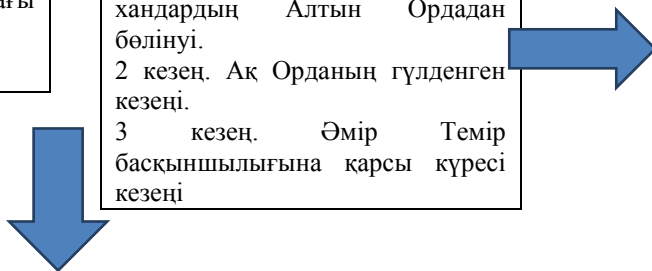 хандардың Алтын Ордадан
бөлінуі.
2 кезең. Ақ Орданың гүлденген
кезеңі.
3 кезең. Әмір Темір
басқыншылығына қарсы күресі
кезеңі